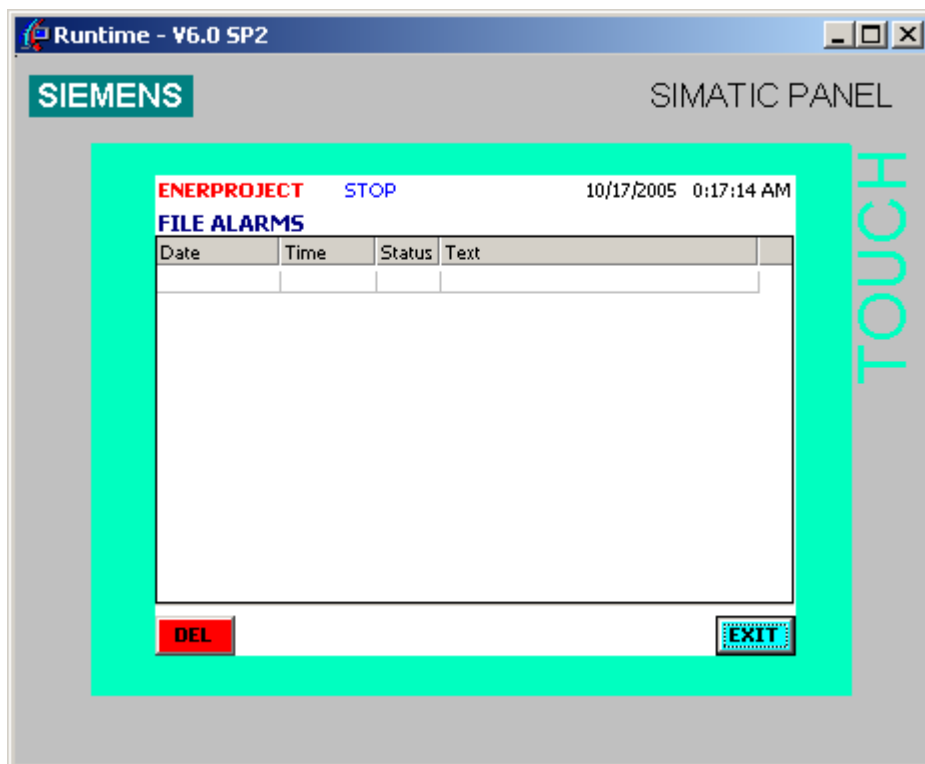 Runtime - V6.0 SP2
SIEMENS SIMATIC PANEL
TOUCH
ENERPROJECT STOP 10/17/2005 0:17:14 AM
FILE ALARMS
Date Time Status Text
DEL EXIT